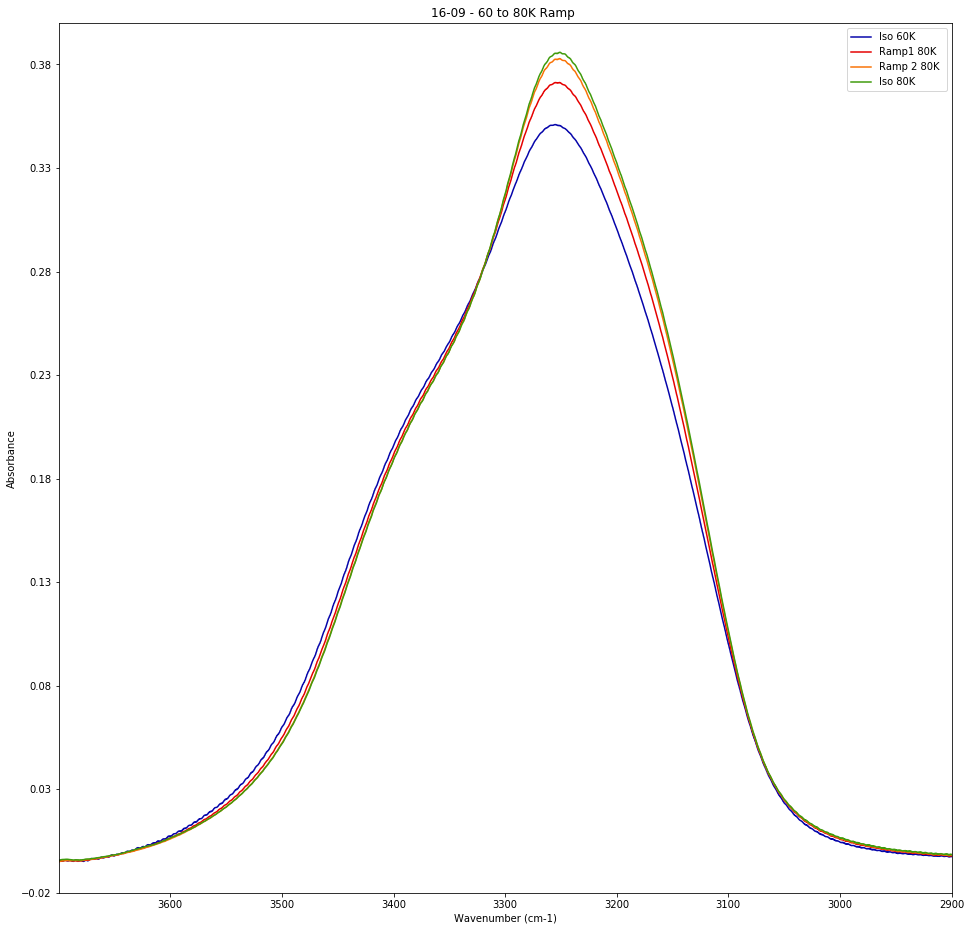 16-09 - 60 to 80K Ramp
Iso 60K
Ramp1 80K
Ramp 2 80K
Iso 80K
Absorbance
0.38
0.33
0.28
0.23
0.18
0.13
0.08
0.03
−0.02
3600 3500 3400 3300 3200 3100 3000 2900
Wavenumber (cm-1)